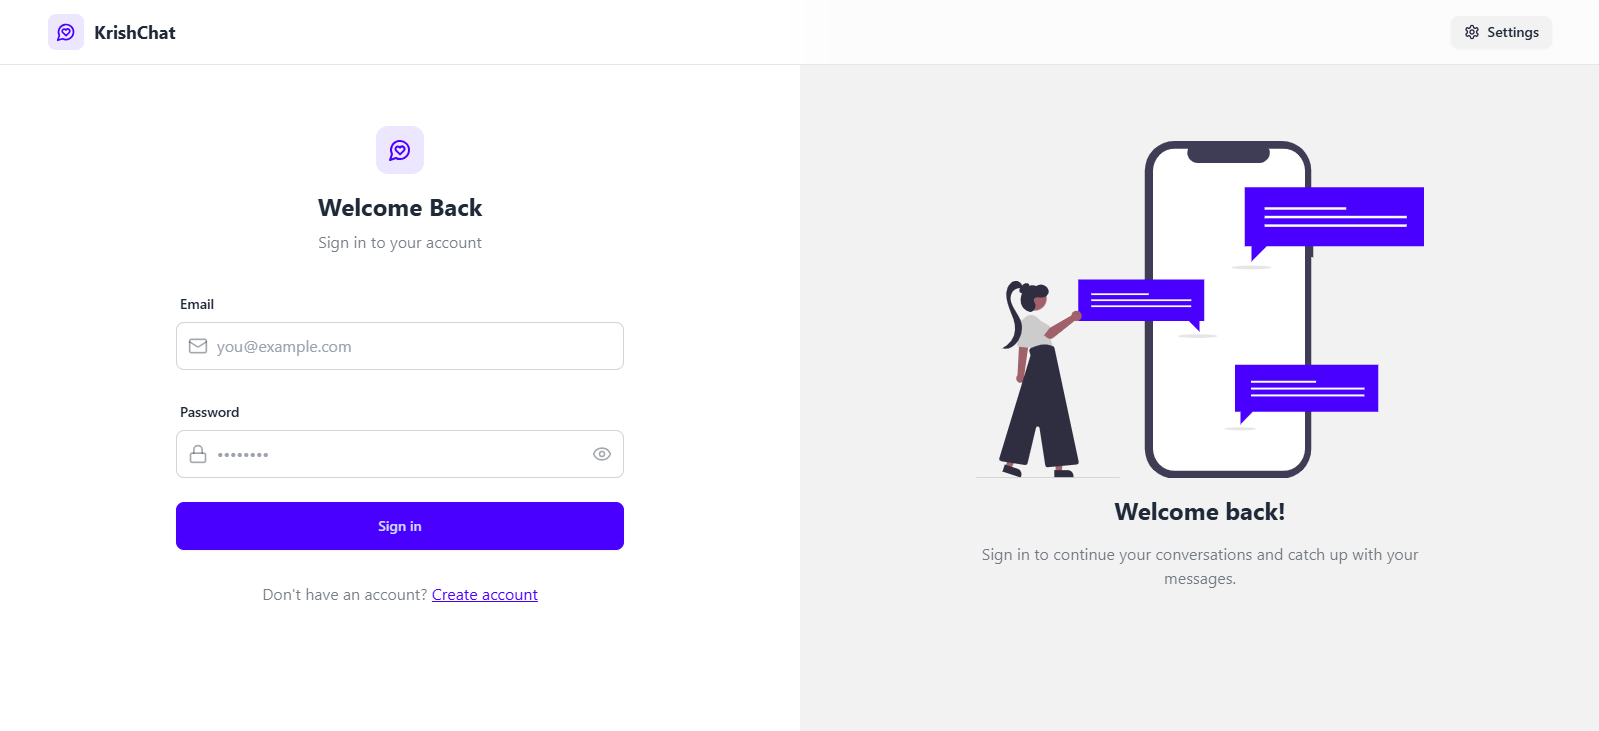 KrishChat
Settings
Welcome Back
Sign in to your account
Email
you@example.com
Password
••••••••
Sign in
Don't have an account? Create account
Welcome back!
Sign in to continue your conversations and catch up with your
messages.